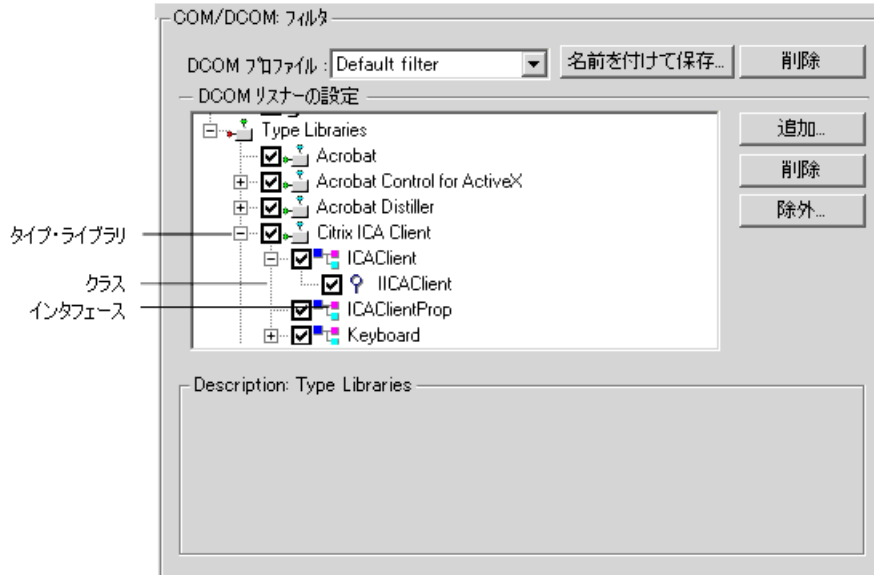 COM/DCOM: フィルタ
DCOM プロファイル : Default filter 名前を付けて保存... 削除
DCOM リスナーの設定
Type Libraries 追加...
Acrobat
Acrobat Control for ActiveX 削除
Acrobat Distiller 除外...
タイプ・ライブラリ Citrix ICA Client
ICAClient
クラス IICAClient
インタフェース ICAClientProp
Keyboard
Description: Type Libraries